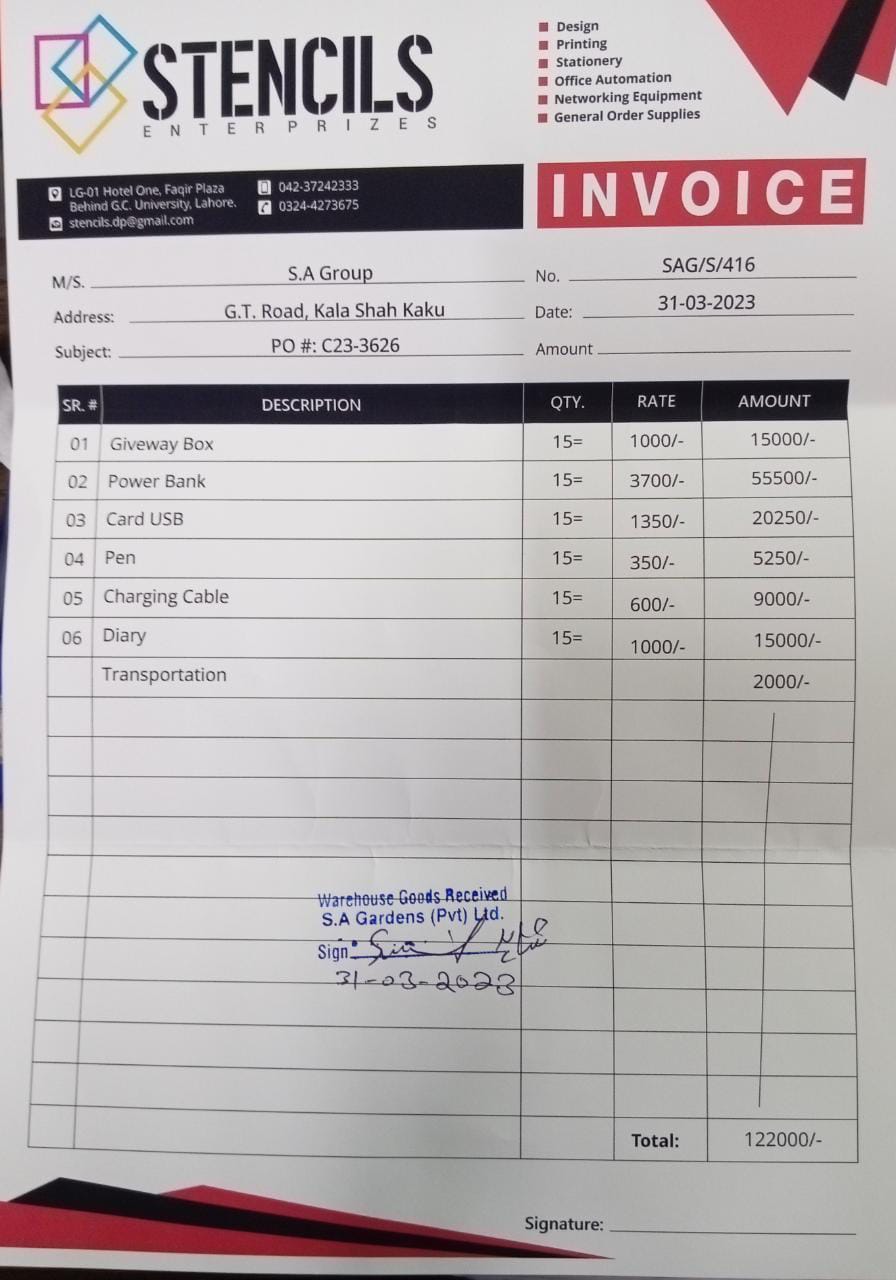 STENCILS
ENTERPRIZES
Design
Printing
Stationery
Office Automation
Networking Equipment
General Order Supplies
LG-01 Hotel One, Faqir Plaza
Behind G.C. University, Lahore.
stencils.dp@gmail.com
042-37242333
0324-4273675
INVOICE
M/S. S.A Group
Address: G.T. Road, Kala Shah Kaku
Subject: PO #: C23-3626
No. SAG/S/416
Date: 31-03-2023
Amount
SR. # DESCRIPTION QTY. RATE AMOUNT
01 Giveway Box 15= 1000/- 15000/-
02 Power Bank 15= 3700/- 55500/-
03 Card USB 15= 1350/- 20250/-
04 Pen 15= 350/- 5250/-
05 Charging Cable 15= 600/- 9000/-
06 Diary 15= 1000/- 15000/-
Transportation 2000/-
Warehouse Goods Received
S.A Gardens (Pvt) Ltd.
Sign:
31-03-2023
Total: 122000/-
Signature: